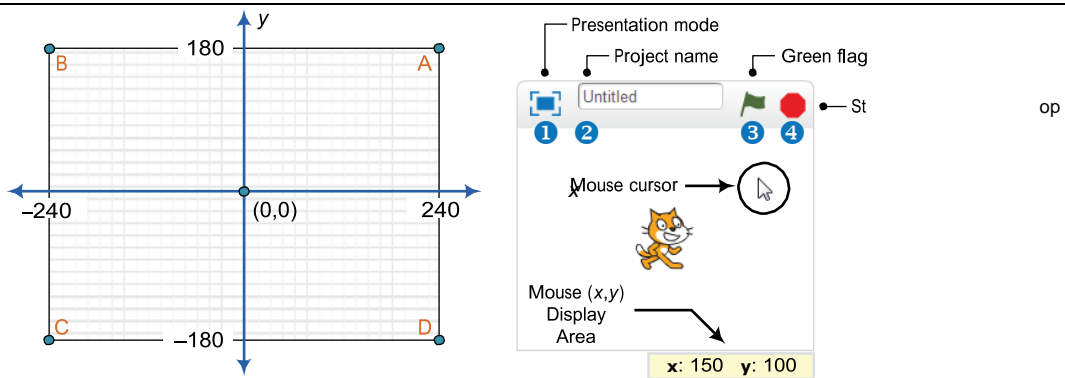 y
180
B
A
–240
(0,0)
240
x
C
D
–180
Presentation mode
Project name
Green flag
Untitled
St op
1 2 3 4
Mouse cursor
Mouse (x,y)
Display
Area
x: 150 y: 100